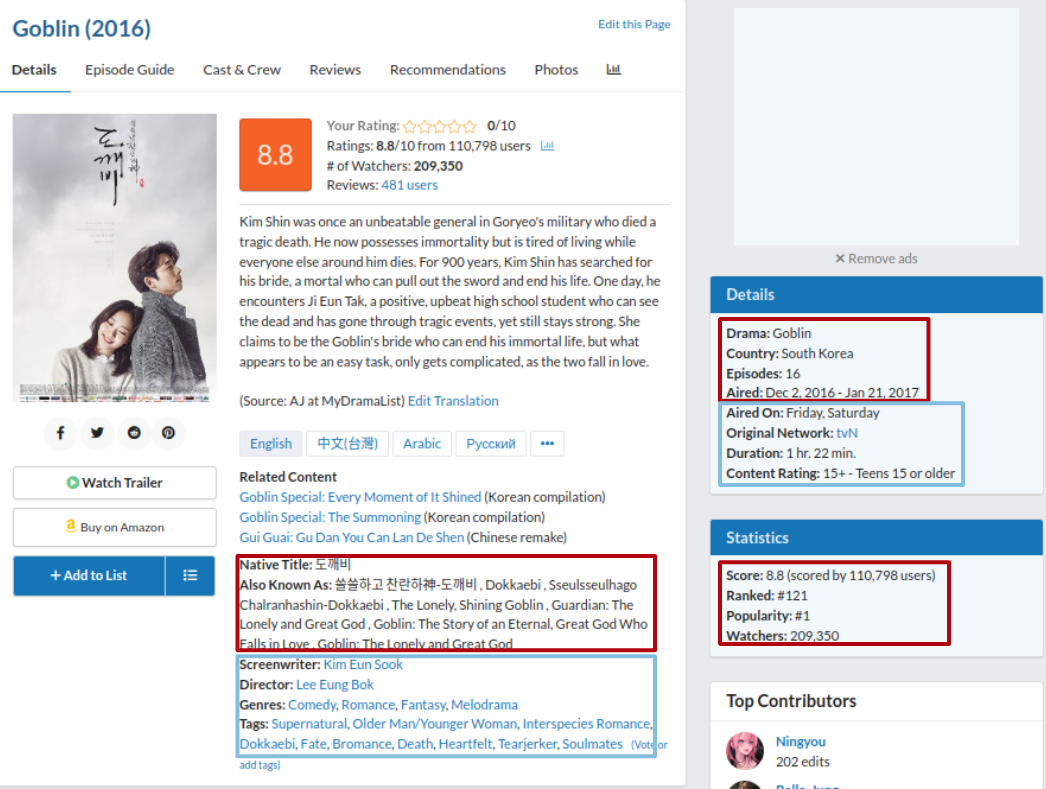 Goblin (2016)
Edit this Page
Details
Episode Guide
Cast & Crew
Reviews
Recommendations
Photos
도깨비
8.8
Your Rating: 0/10
Ratings: 8.8/10 from 110,798 users
# of Watchers: 209,350
Reviews: 481 users
Kim Shin was once an unbeatable general in Goryeo's military who died a
tragic death. He now possesses immortality but is tired of living while
everyone else around him dies. For 900 years, Kim Shin has searched for
his bride, a mortal who can pull out the sword and end his life. One day, he
encounters Ji Eun Tak, a positive, upbeat high school student who can see
the dead and has gone through tragic events, yet still stays strong. She
claims to be the Goblin's bride who can end his immortal life, but what
appears to be an easy task, only gets complicated, as the two fall in love.
(Source: AJ at MyDramaList) Edit Translation
English
中文(台灣)
Arabic
Русский
Watch Trailer
Buy on Amazon
+ Add to List
Related Content
Goblin Special: Every Moment of It Shined (Korean compilation)
Goblin Special: The Summoning (Korean compilation)
Gui Guai: Gu Dan You Can Lan De Shen (Chinese remake)
Native Title: 도깨비
Also Known As: 쓸쓸하고 찬란하神-도깨비 , Dokkaebi , Sseulsseulhago
Chalranhashin-Dokkaebi , The Lonely, Shining Goblin , Guardian: The
Lonely and Great God , Goblin: The Story of an Eternal, Great God Who
Falls in Love , Goblin: The Lonely and Great God
Screenwriter: Kim Eun Sook
Director: Lee Eung Bok
Genres: Comedy, Romance, Fantasy, Melodrama
Tags: Supernatural, Older Man/Younger Woman, Interspecies Romance,
Dokkaebi, Fate, Bromance, Death, Heartfelt, Tearjerker, Soulmates (Vote or
add tags)
✕ Remove ads
Details
Drama: Goblin
Country: South Korea
Episodes: 16
Aired: Dec 2, 2016 - Jan 21, 2017
Aired On: Friday, Saturday
Original Network: tvN
Duration: 1 hr. 22 min.
Content Rating: 15+ - Teens 15 or older
Statistics
Score: 8.8 (scored by 110,798 users)
Ranked: #121
Popularity: #1
Watchers: 209,350
Top Contributors
Ningyou
202 edits